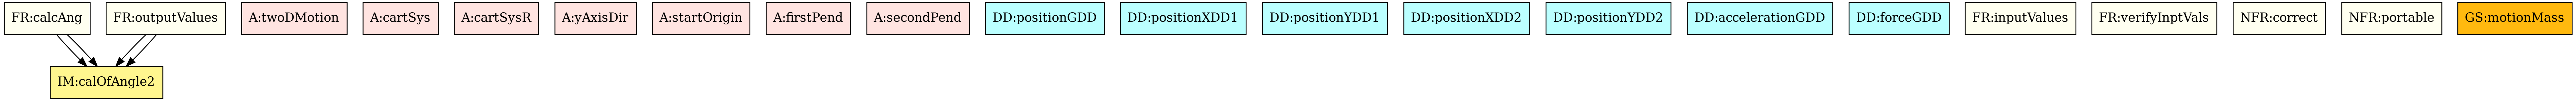 FR:calcAng
FR:outputValues
A:twoDMotion
A:cartSys
A:cartSysR
A:yAxisDir
A:startOrigin
A:firstPend
A:secondPend
DD:positionGDD
DD:positionXDD1
DD:positionYDD1
DD:positionXDD2
DD:positionYDD2
DD:accelerationGDD
DD:forceGDD
FR:inputValues
FR:verifyInptVals
NFR:correct
NFR:portable
GS:motionMass
IM:calOfAngle2